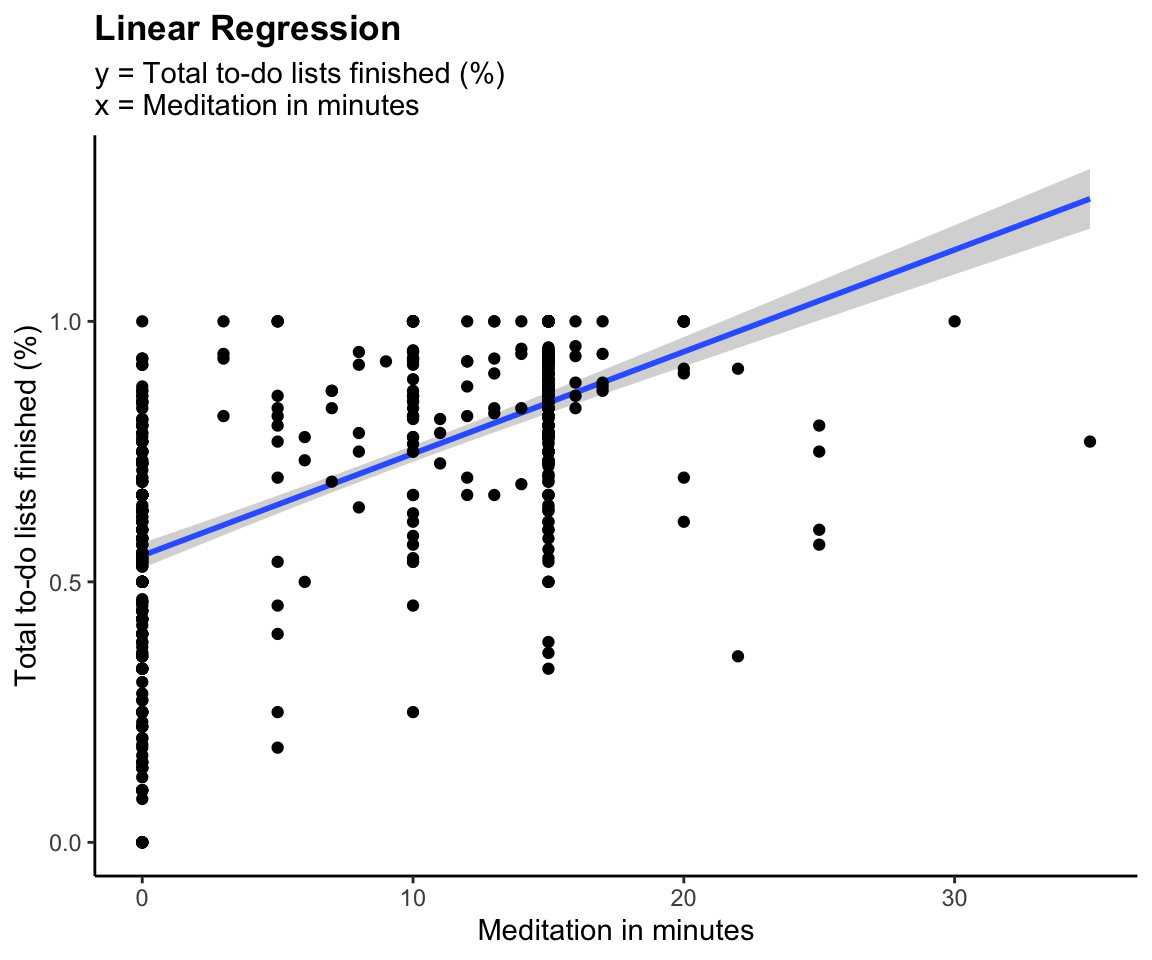 Linear Regression
y = Total to-do lists finished (%)
x = Meditation in minutes
Total to-do lists finished (%)
1.0
0.5
0.0
0 10 20 30
Meditation in minutes